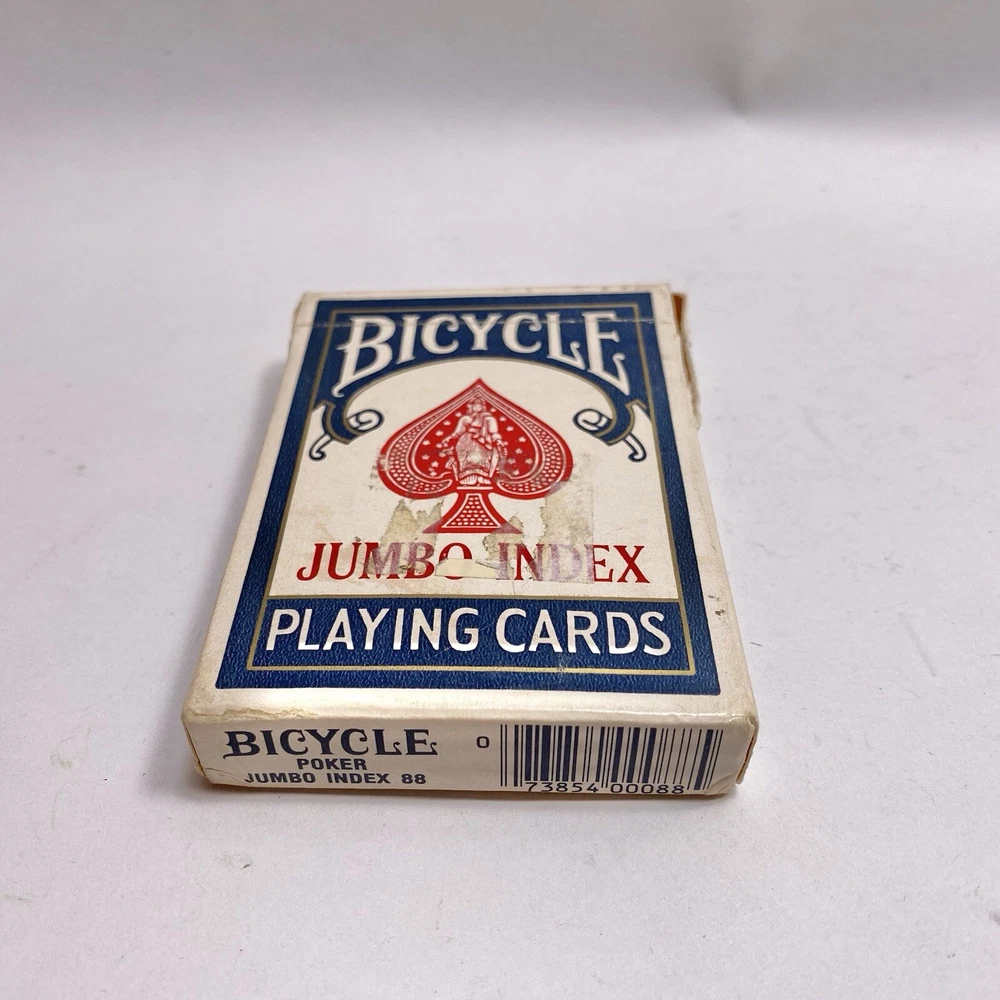 BICYCLE
JUMBO INDEX
PLAYING CARDS
BICYCLE
POKER
JUMBO INDEX 88
0 73854 00088